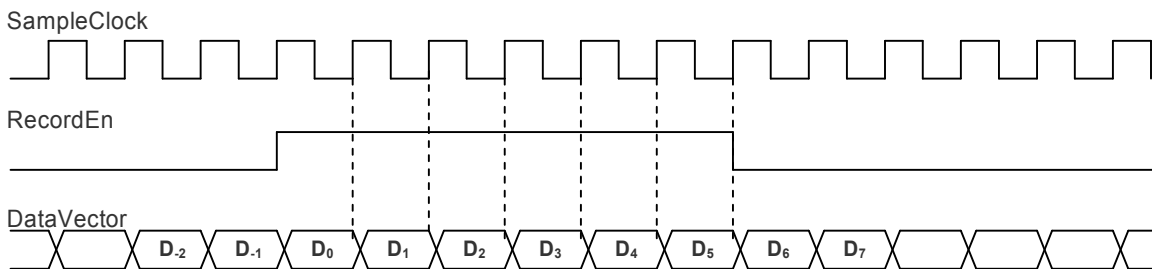 SampleClock
RecordEn
DataVector
D-2 D-1 D0 D1 D2 D3 D4 D5 D6 D7